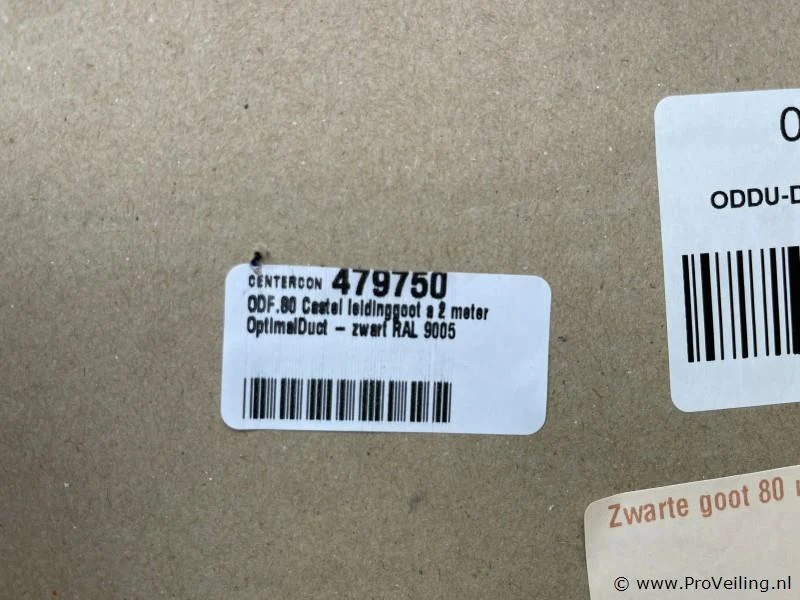 CENTERCON 479750
ODF.80 Castel leidinggoot a 2 meter
OptimalDuct – zwart RAL 9005
0
ODDU-D
Zwarte goot 80
© www.ProVeiling.nl